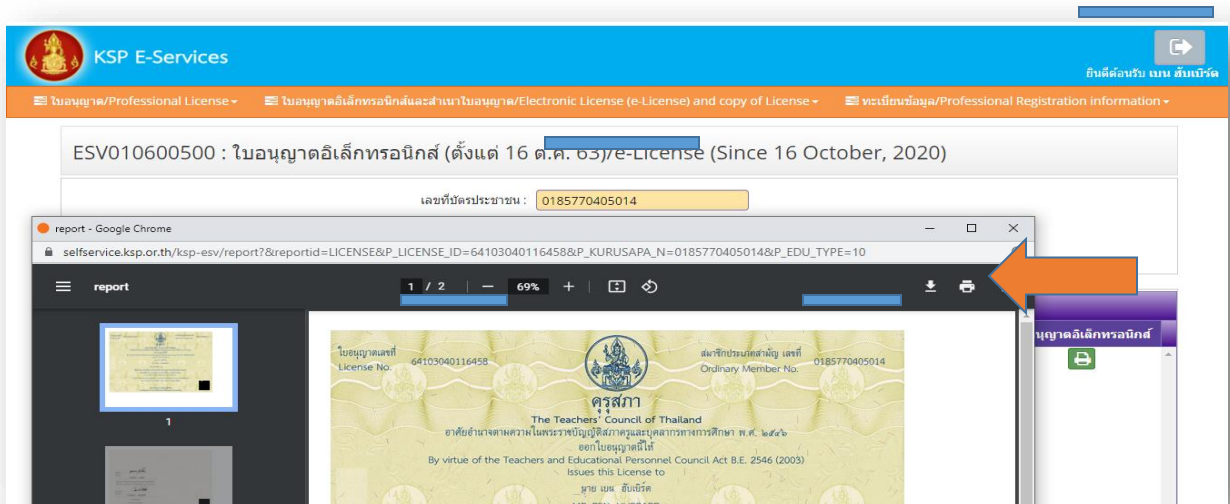 KSP E-Services
ยินดีต้อนรับ เบน ฮับเบิร์ต
ใบอนุญาต/Professional License
ใบอนุญาตอิเล็กทรอนิกส์และสำเนาใบอนุญาต/Electronic License (e-License) and copy of License
ทะเบียนข้อมูล/Professional Registration information
ESV010600500 : ใบอนุญาตอิเล็กทรอนิกส์ (ตั้งแต่ 16 ต.ค. 63)/e-License (Since 16 October, 2020)
เลขที่บัตรประชาชน : 0185770405014
report - Google Chrome
selfservice.ksp.or.th/ksp-esv/report?&reportid=LICENSE&P_LICENSE_ID=64103040116458&P_KURUSAPA_N=0185770405014&P_EDU_TYPE=10
report
1 / 2
69%
นุญาตอิเล็กทรอนิกส์
1
ใบอนุญาตเลขที่
License No.
64103040116458
สมาชิกประเภทสามัญ เลขที่
Ordinary Member No.
0185770405014
คุรุสภา
The Teachers' Council of Thailand
อาศัยอำนาจตามความในพระราชบัญญัติสภาครูและบุคลากรทางการศึกษา พ.ศ. ๒๕๔๖
ออกใบอนุญาตนี้ให้
By virtue of the Teachers and Educational Personnel Council Act B.E. 2546 (2003)
Issues this License to
นาย เบน ฮับเบิร์ต